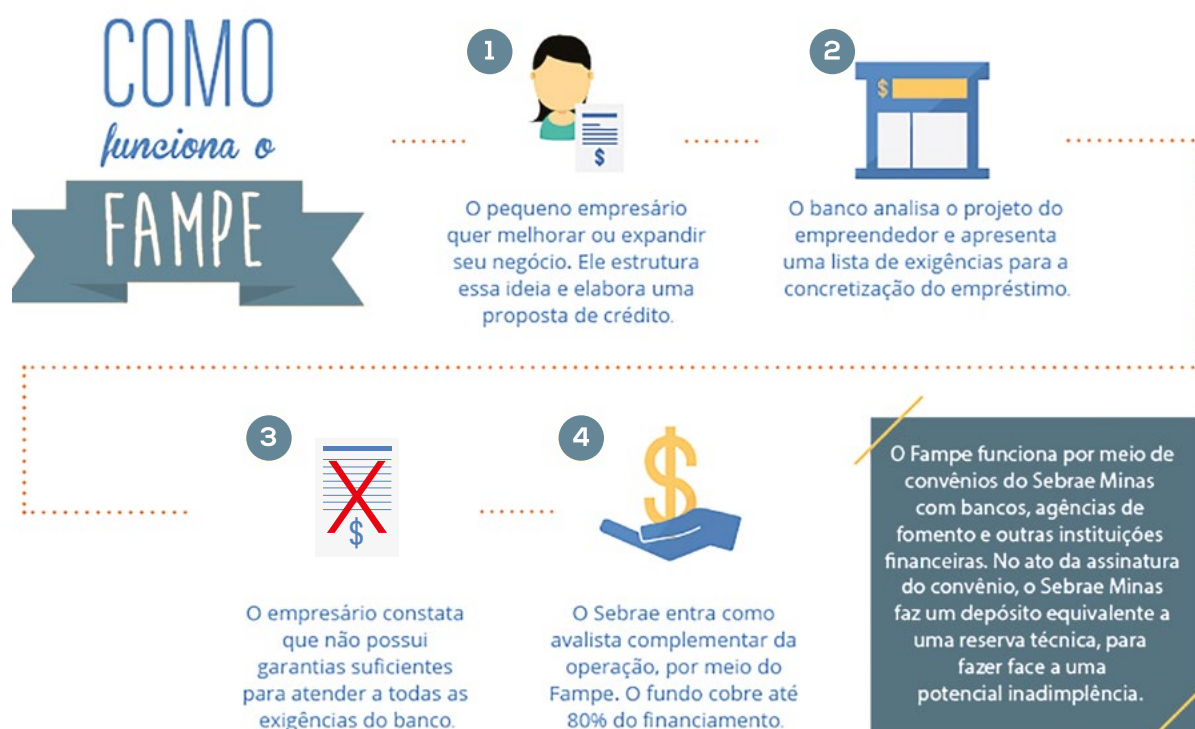 COMO
funciona o
FAMPE
1
O pequeno empresário
quer melhorar ou expandir
seu negócio. Ele estrutura
essa ideia e elabora uma
proposta de crédito.
$
2
$
O banco analisa o projeto do
empreendedor e apresenta
uma lista de exigências para a
concretização do empréstimo.
3
$
O empresário constata
que não possui
garantias suficientes
para atender a todas as
exigências do banco.
4
$
O Sebrae entra como
avalista complementar da
operação, por meio do
Fampe. O fundo cobre até
80% do financiamento.
O Fampe funciona por meio de
convênios do Sebrae Minas
com bancos, agências de
fomento e outras instituições
financeiras. No ato da assinatura
do convênio, o Sebrae Minas
faz um depósito equivalente a
uma reserva técnica, para
fazer face a uma
potencial inadimplência.